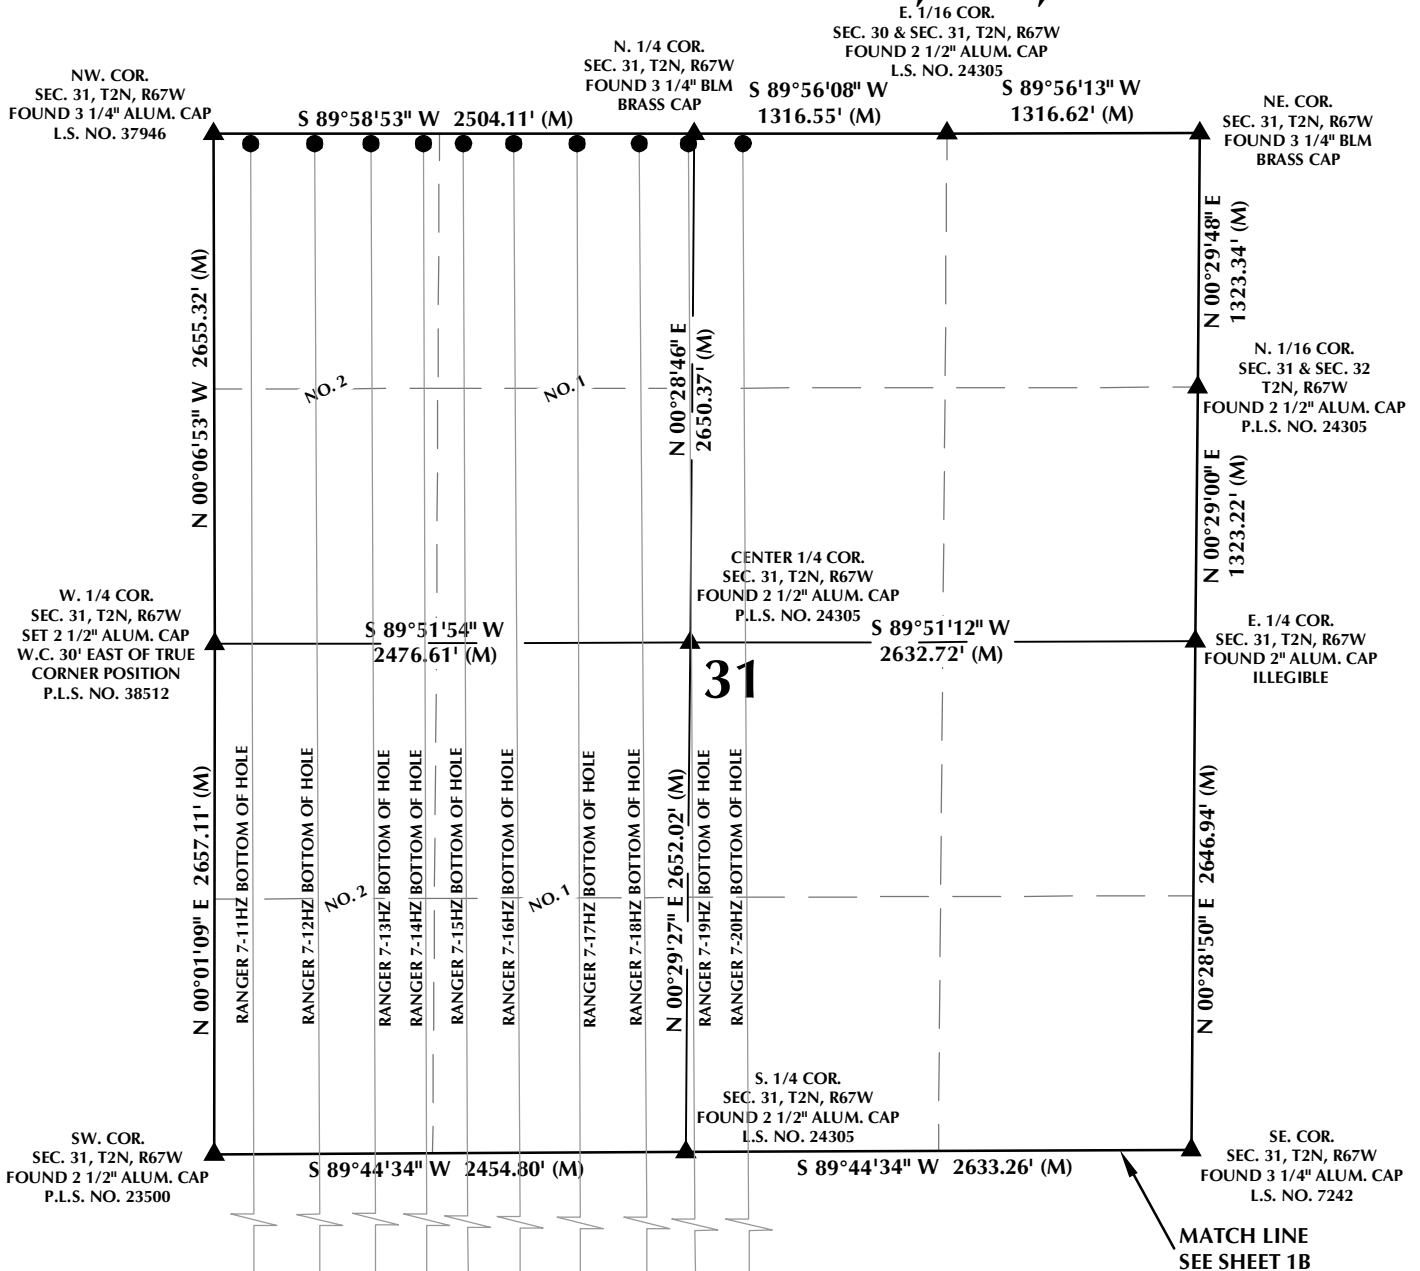 E. 1/16 COR.
SEC. 30 & SEC. 31, T2N, R67W
FOUND 2 1/2" ALUM. CAP
L.S. NO. 24305
N. 1/4 COR.
SEC. 31, T2N, R67W
FOUND 3 1/4" BLM
BRASS CAP
NW. COR.
SEC. 31, T2N, R67W
FOUND 3 1/4" ALUM. CAP
L.S. NO. 37946
S 89°58'53" W 2504.11' (M)
S 89°56'08" W
1316.55' (M)
S 89°56'13" W
1316.62' (M)
NE. COR.
SEC. 31, T2N, R67W
FOUND 3 1/4" BLM
BRASS CAP
N 00°06'53" W 2655.32' (M)
N 00°28'46" E
2650.37' (M)
N 00°29'48" E
1323.34' (M)
N. 1/16 COR.
SEC. 31 & SEC. 32
T2N, R67W
FOUND 2 1/2" ALUM. CAP
P.L.S. NO. 24305
NO.2
NO.1
N 00°29'00" E
1323.22' (M)
CENTER 1/4 COR.
SEC. 31, T2N, R67W
FOUND 2 1/2" ALUM. CAP
P.L.S. NO. 24305
W. 1/4 COR.
SEC. 31, T2N, R67W
SET 2 1/2" ALUM. CAP
W.C. 30' EAST OF TRUE
CORNER POSITION
P.L.S. NO. 38512
S 89°51'54" W
2476.61' (M)
S 89°51'12" W
2632.72' (M)
E. 1/4 COR.
SEC. 31, T2N, R67W
FOUND 2" ALUM. CAP
ILLEGIBLE
31
N 00°01'09" E 2657.11' (M)
RANGER 7-11HZ BOTTOM OF HOLE
RANGER 7-12HZ BOTTOM OF HOLE
RANGER 7-13HZ BOTTOM OF HOLE
RANGER 7-14HZ BOTTOM OF HOLE
RANGER 7-15HZ BOTTOM OF HOLE
RANGER 7-16HZ BOTTOM OF HOLE
RANGER 7-17HZ BOTTOM OF HOLE
RANGER 7-18HZ BOTTOM OF HOLE
N 00°29'27" E 2652.02' (M)
RANGER 7-19HZ BOTTOM OF HOLE
RANGER 7-20HZ BOTTOM OF HOLE
N 00°28'50" E 2646.94' (M)
NO.2
NO.1
S. 1/4 COR.
SEC. 31, T2N, R67W
FOUND 2 1/2" ALUM. CAP
L.S. NO. 24305
SW. COR.
SEC. 31, T2N, R67W
FOUND 2 1/2" ALUM. CAP
P.L.S. NO. 23500
S 89°44'34" W 2454.80' (M)
S 89°44'34" W 2633.26' (M)
SE. COR.
SEC. 31, T2N, R67W
FOUND 3 1/4" ALUM. CAP
L.S. NO. 7242
MATCH LINE
SEE SHEET 1B